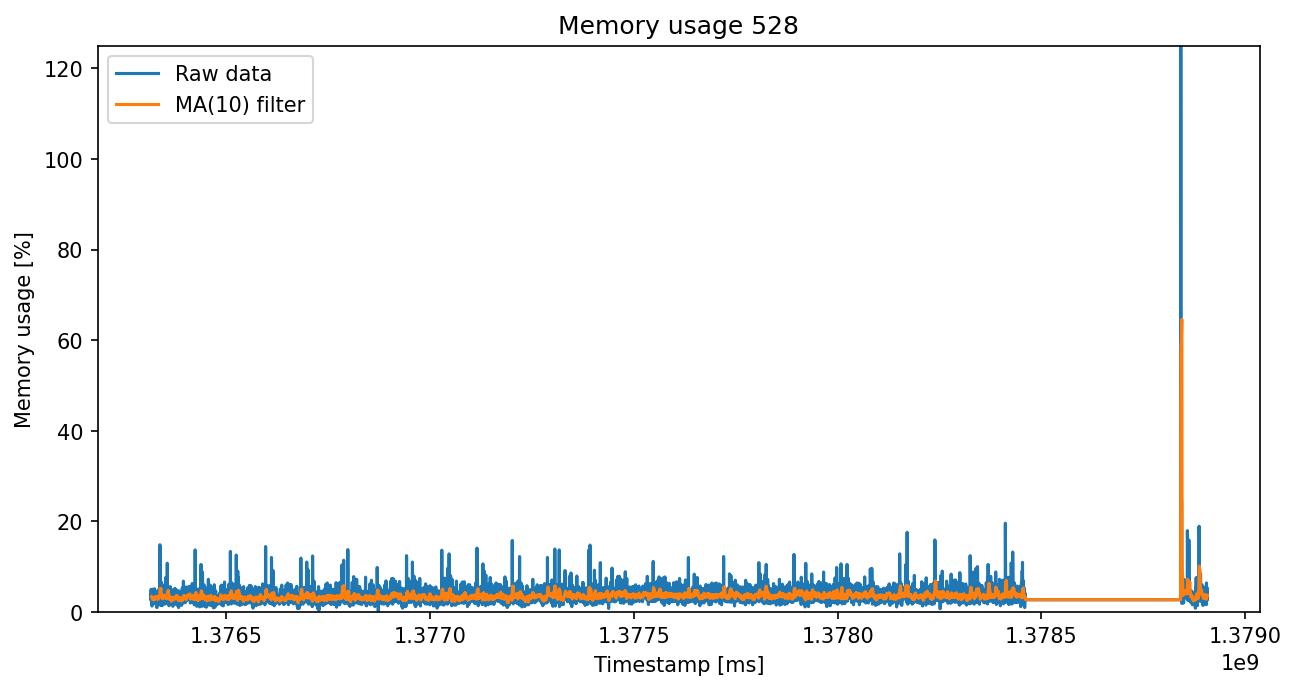 Memory usage 528
Raw data
MA(10) filter
Memory usage [%]
120
100
80
60
40
20
0
1.3765 1.3770 1.3775 1.3780 1.3785 1.3790
Timestamp [ms]
1e9